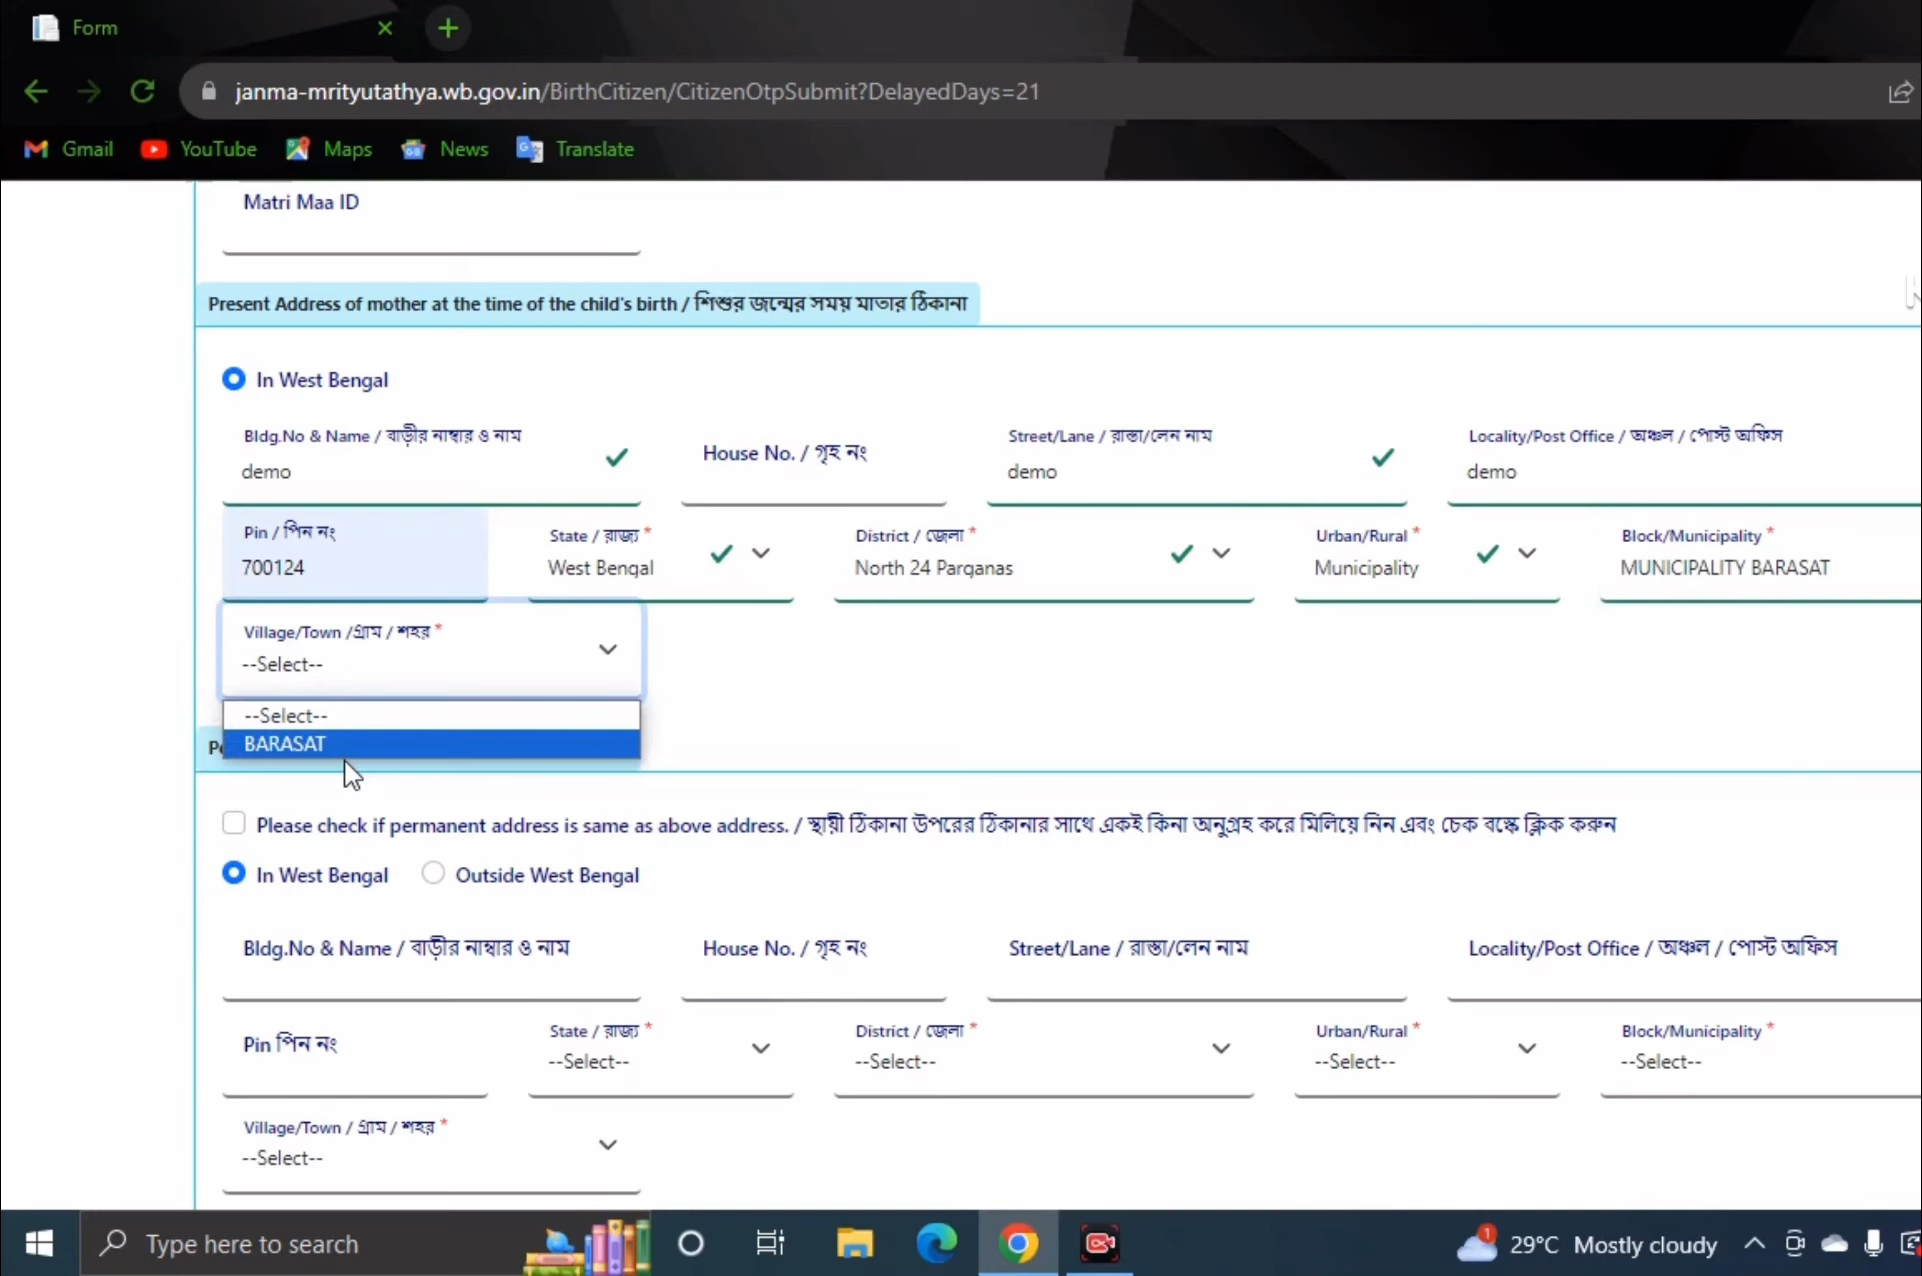 Form
janma-mrityutathya.wb.gov.in/BirthCitizen/CitizenOtpSubmit?DelayedDays=21
Gmail YouTube Maps News Translate
Matri Maa ID
Present Address of mother at the time of the child's birth / শিশুর জন্মের সময় মাতার ঠিকানা
In West Bengal
Bldg.No & Name / বাড়ীর নাম্বার ও নাম House No. / গৃহ নং Street/Lane / রাস্তা/লেন নাম Locality/Post Office / অঞ্চল / পোস্ট অফিস
demo demo demo
Pin / পিন নং State / রাজ্য * District / জেলা * Urban/Rural * Block/Municipality *
700124 West Bengal North 24 Parganas Municipality MUNICIPALITY BARASAT
Village/Town /গ্রাম / শহর *
--Select--
--Select--
BARASAT
Please check if permanent address is same as above address. / স্থায়ী ঠিকানা উপরের ঠিকানার সাথে একই কিনা অনুগ্রহ করে মিলিয়ে নিন এবং চেক বক্সে ক্লিক করুন
In West Bengal Outside West Bengal
Bldg.No & Name / বাড়ীর নাম্বার ও নাম House No. / গৃহ নং Street/Lane / রাস্তা/লেন নাম Locality/Post Office / অঞ্চল / পোস্ট অফিস
Pin পিন নং State / রাজ্য * District / জেলা * Urban/Rural * Block/Municipality *
--Select-- --Select-- --Select-- --Select--
Village/Town / গ্রাম / শহর *
--Select--
Type here to search 1 29°C Mostly cloudy